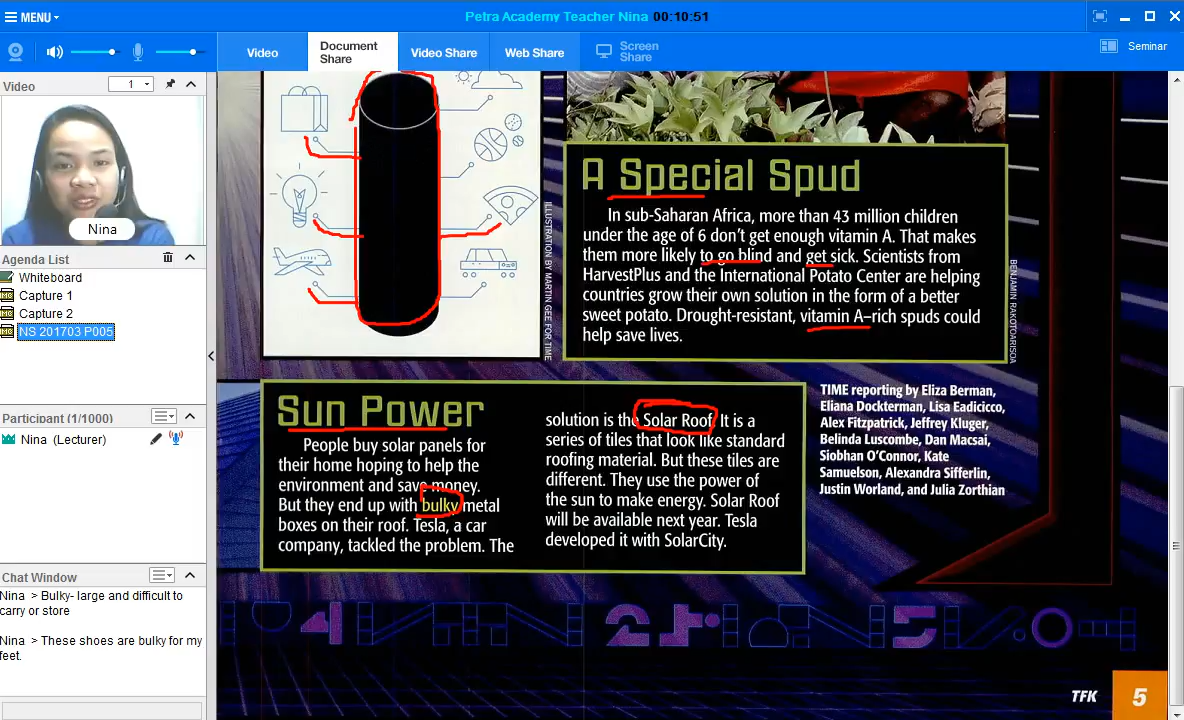 MENU
Petra Academy Teacher Nina 00:10:51
Video
Document Share
Video Share
Web Share
Screen Share
Seminar
Video
1
Nina
Agenda List
Whiteboard
Capture 1
Capture 2
NS 201703 P005
Participant (1/1000)
Nina (Lecturer)
Chat Window
Nina > Bulky- large and difficult to
carry or store
Nina > These shoes are bulky for my
feet.
ILLUSTRATION BY MARTIN GEE FOR TIME
A Special Spud
In sub-Saharan Africa, more than 43 million children
under the age of 6 don't get enough vitamin A. That makes
them more likely to go blind and get sick. Scientists from
HarvestPlus and the International Potato Center are helping
countries grow their own solution in the form of a better
sweet potato. Drought-resistant, vitamin A–rich spuds could
help save lives.
BENJAMIN RAKOTOARISOA
Sun Power
People buy solar panels for
their home hoping to help the
environment and save money.
But they end up with bulky metal
boxes on their roof. Tesla, a car
company, tackled the problem. The
solution is the Solar Roof. It is a
series of tiles that look like standard
roofing material. But these tiles are
different. They use the power of
the sun to make energy. Solar Roof
will be available next year. Tesla
developed it with SolarCity.
TIME reporting by Eliza Berman,
Eliana Dockterman, Lisa Eadicicco,
Alex Fitzpatrick, Jeffrey Kluger,
Belinda Luscombe, Dan Macsai,
Siobhan O'Connor, Kate
Samuelson, Alexandra Sifferlin,
Justin Worland, and Julia Zorthian
TFK 5